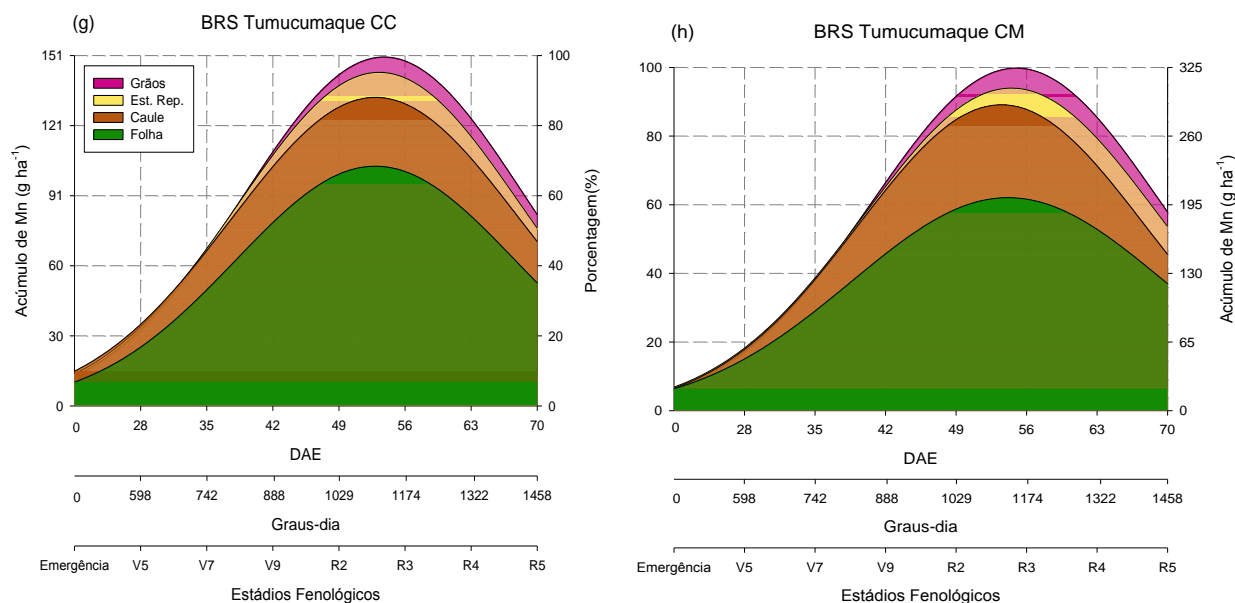 (g)
BRS Tumucumaque CC
Grãos
Est. Rep.
Caule
Folha
Acúmulo de Mn (g ha⁻¹)
151
121
91
60
30
0
Porcentagem(%)
100
80
60
40
20
0
0 28 35 42 49 56 63 70
DAE
0 598 742 888 1029 1174 1322 1458
Graus-dia
Emergência V5 V7 V9 R2 R3 R4 R5
Estádios Fenológicos
(h)
BRS Tumucumaque CM
100
80
60
40
20
0
Acúmulo de Mn (g ha⁻¹)
325
260
195
130
65
0
0 28 35 42 49 56 63 70
DAE
0 598 742 888 1029 1174 1322 1458
Graus-dia
Emergência V5 V7 V9 R2 R3 R4 R5
Estádios Fenológicos